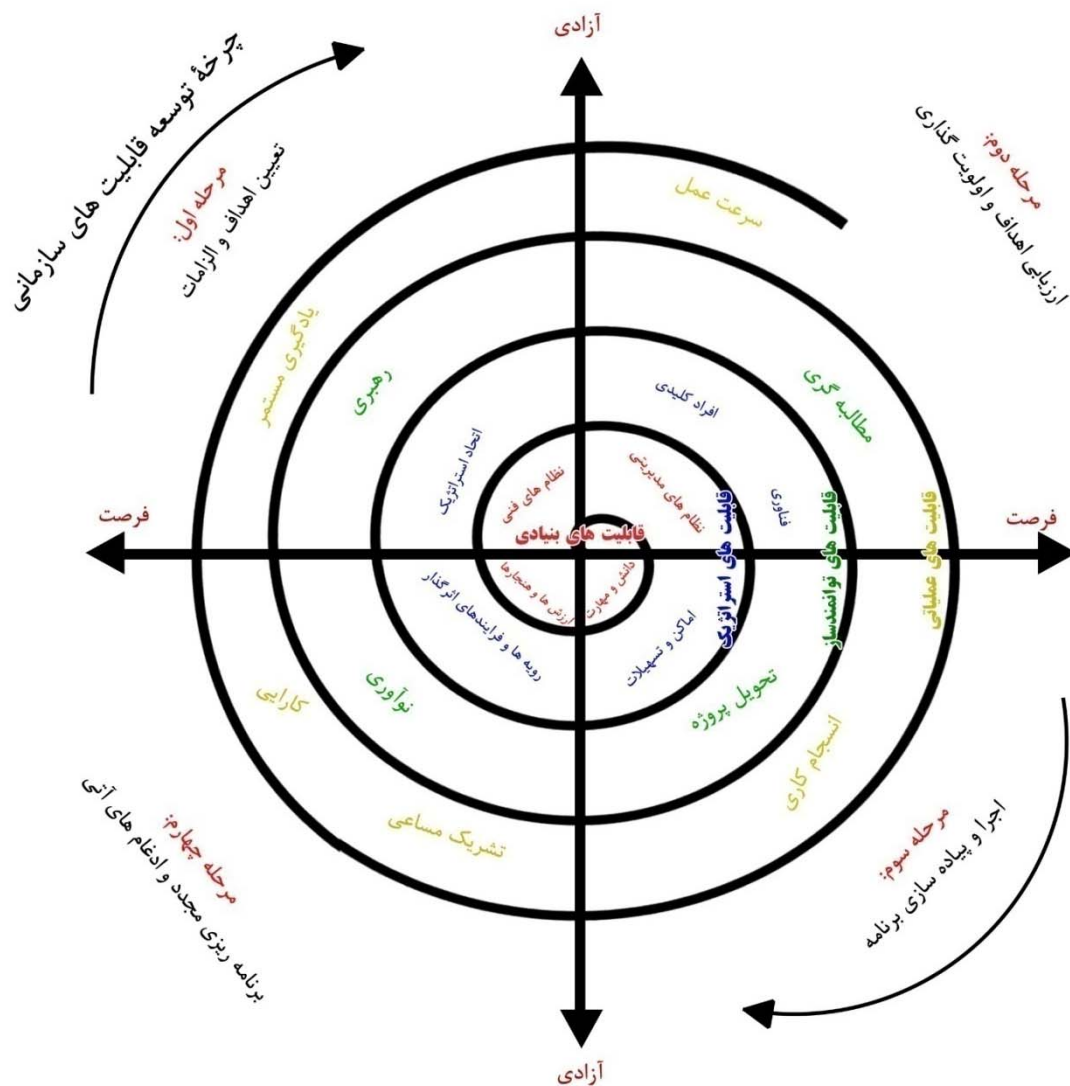 آزادی
چرخهٔ توسعه قابلیت های سازمانی
مرحله اول:
تعیین اهداف و الزامات
مرحله دوم:
ارزیابی اهداف و اولویت گذاری
سرعت عمل
یادگیری مستمر
رهبری
مطالبه گری
افراد کلیدی
اتحاد استراتژیک
نظام های فنی
نظام های مدیریتی
فناوری
فرصت
فرصت
قابلیت های بنیادی
قابلیت های استراتژیک
قابلیت های توانمندساز
قابلیت های عملیاتی
دانش و مهارت
ارزش ها و هنجارها
رویه ها و فرایندهای اثرگذار
اماکن و تسهیلات
نوآوری
تحویل پروژه
کارایی
انسجام کاری
تشریک مساعی
مرحله سوم:
اجرا و پیاده سازی برنامه
مرحله چهارم:
برنامه ریزی مجدد و ادغام های آتی
آزادی